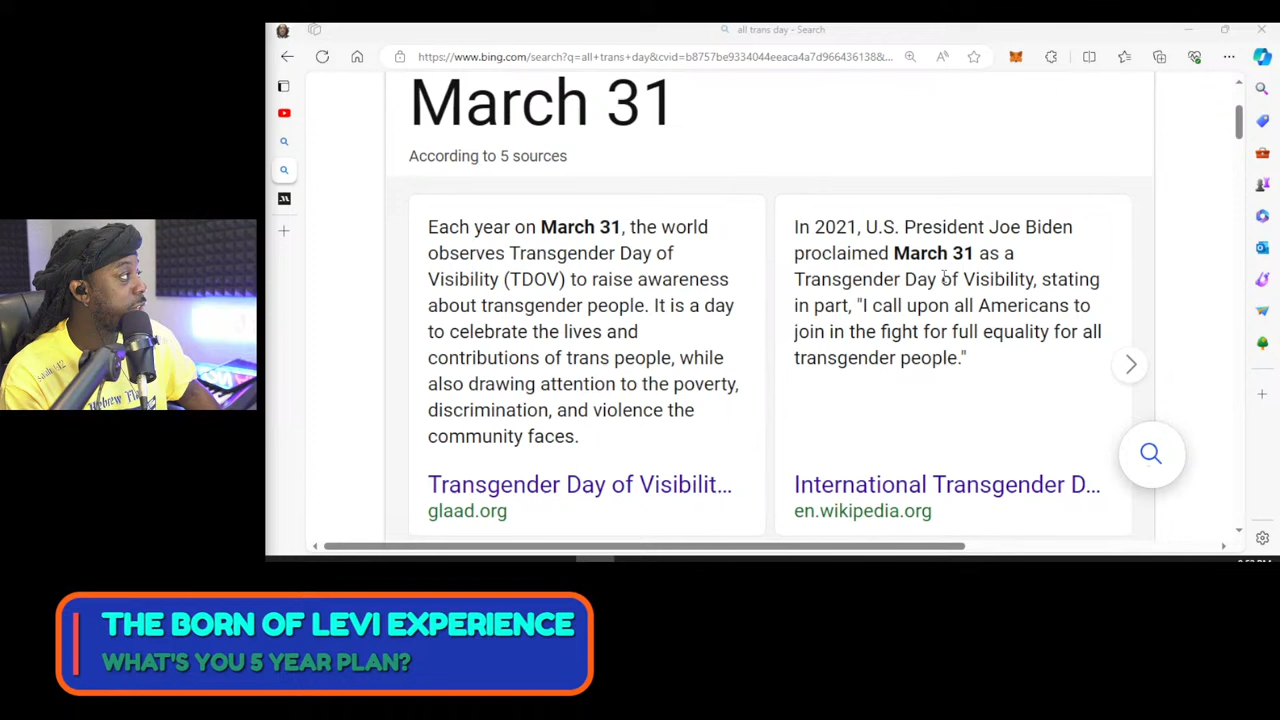 all trans day - Search
https://www.bing.com/search?q=all+trans+day&cvid=b8757be9334044eeaca4a7d966436138&...
March 31
According to 5 sources
Each year on March 31, the world
observes Transgender Day of
Visibility (TDOV) to raise awareness
about transgender people. It is a day
to celebrate the lives and
contributions of trans people, while
also drawing attention to the poverty,
discrimination, and violence the
community faces.
Transgender Day of Visibilit...
glaad.org
In 2021, U.S. President Joe Biden
proclaimed March 31 as a
Transgender Day of Visibility, stating
in part, "I call upon all Americans to
join in the fight for full equality for all
transgender people."
International Transgender D...
en.wikipedia.org
THE BORN OF LEVI EXPERIENCE
WHAT'S YOU 5 YEAR PLAN?